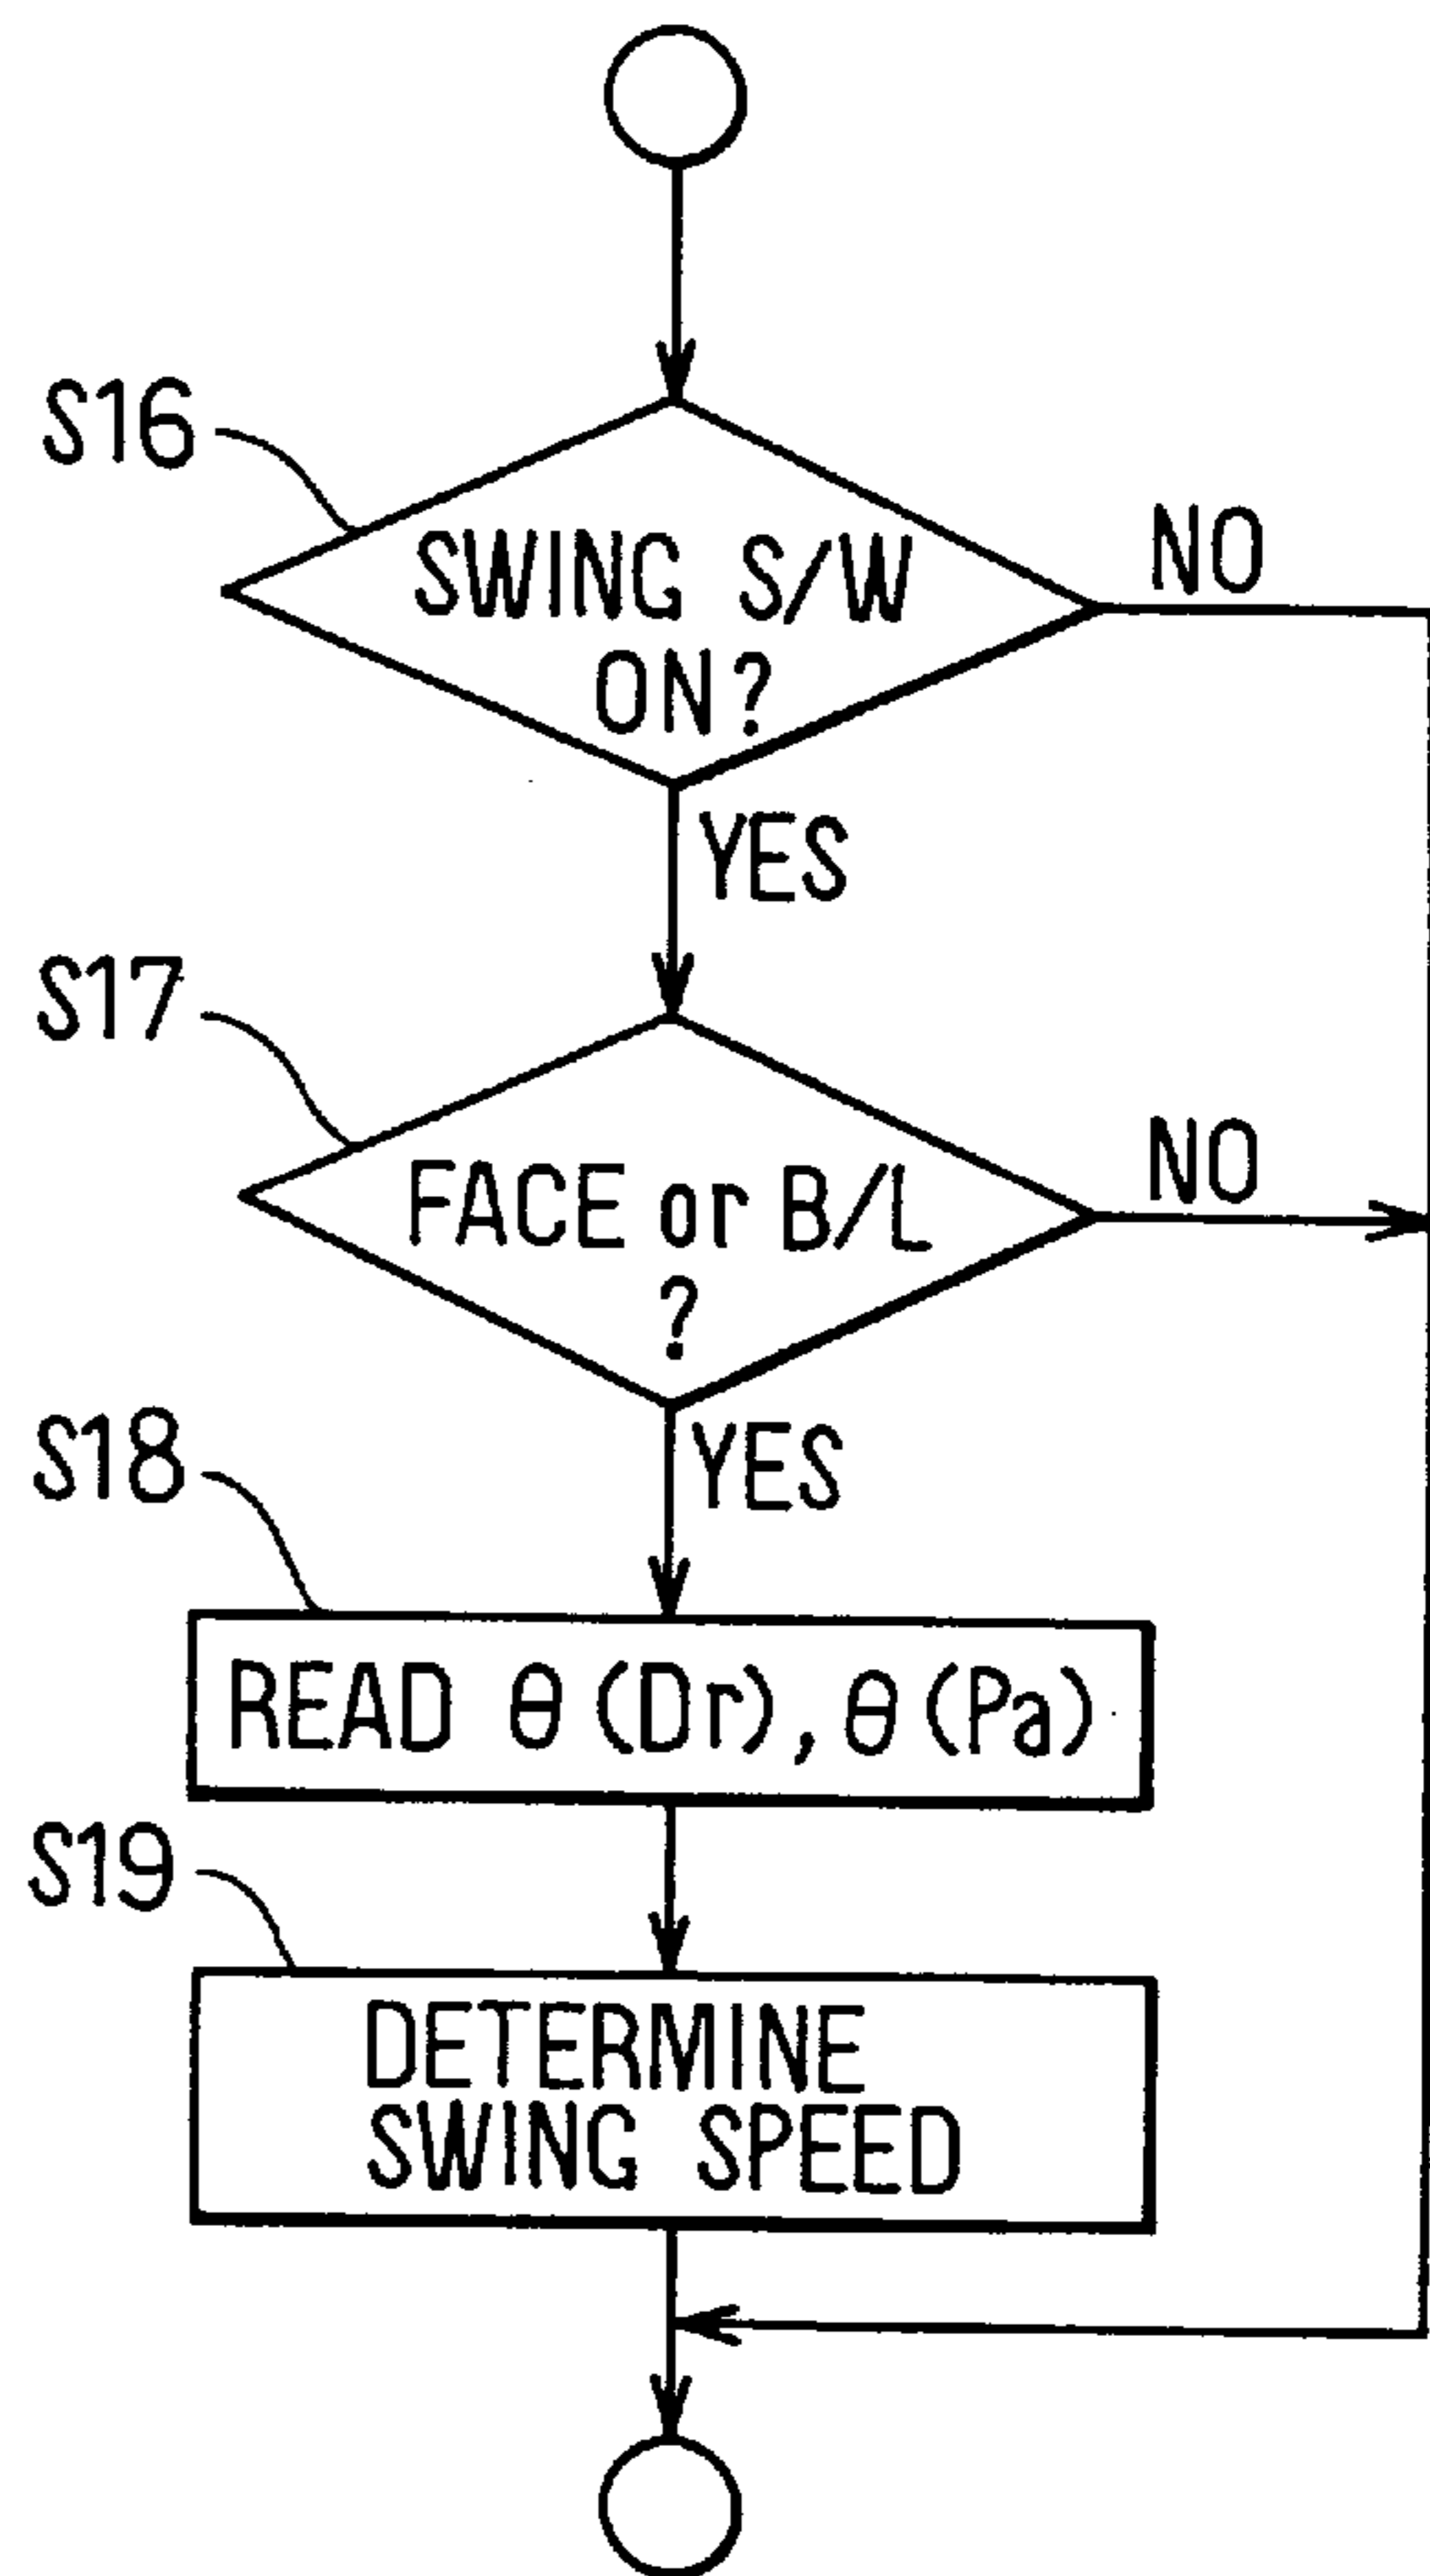 S16
SWING S/W
ON?
NO
YES
S17
FACE or B/L
?
NO
YES
S18
READ θ (Dr), θ (Pa)
S19
DETERMINE
SWING SPEED